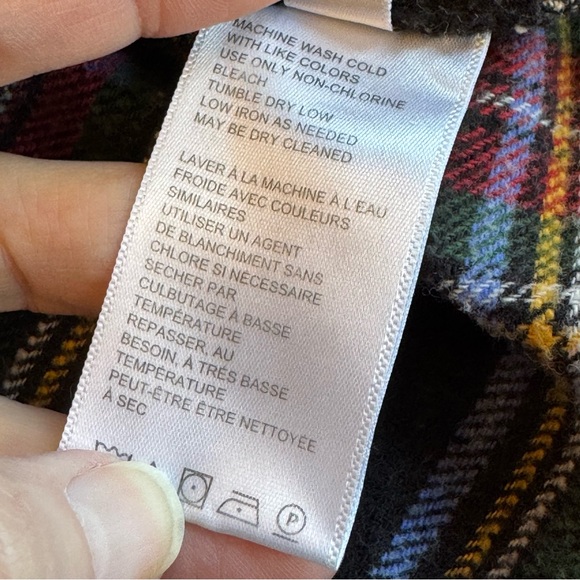 MACHINE WASH COLD
WITH LIKE COLORS
USE ONLY NON-CHLORINE
BLEACH
TUMBLE DRY LOW
LOW IRON AS NEEDED
MAY BE DRY CLEANED
LAVER À LA MACHINE À L'EAU
FROIDE AVEC COULEURS
SIMILAIRES
UTILISER UN AGENT
DE BLANCHIMENT SANS
CHLORE SI NÉCESSAIRE
SECHER PAR
CULBUTAGE À BASSE
TEMPÉRATURE
REPASSER, AU
BESOIN, À TRÈS BASSE
TEMPÉRATURE
PEUT-ÊTRE ÊTRE NETTOYÉE
À SEC
P